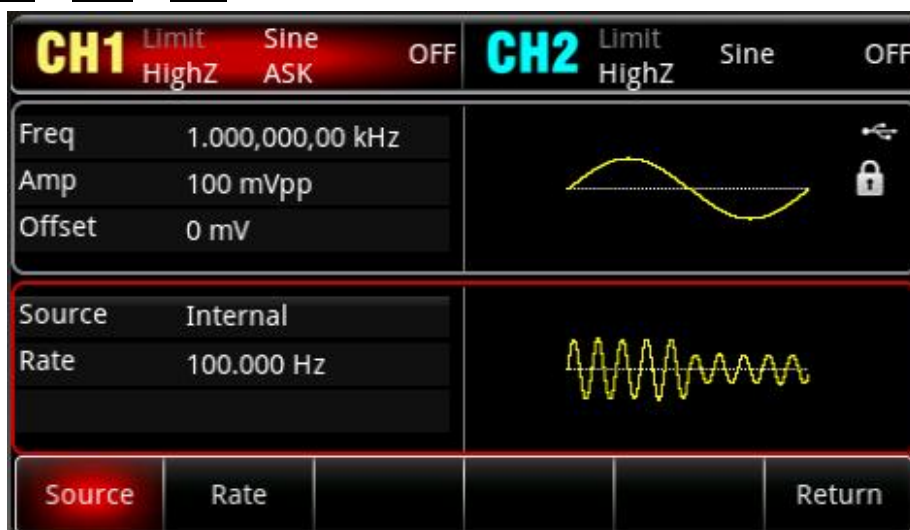 CH1 Limit Sine OFF CH2 Limit Sine OFF
HighZ ASK HighZ
Freq 1.000,000,00 kHz
Amp 100 mVpp
Offset 0 mV
Source Internal
Rate 100.000 Hz
Source Rate Return